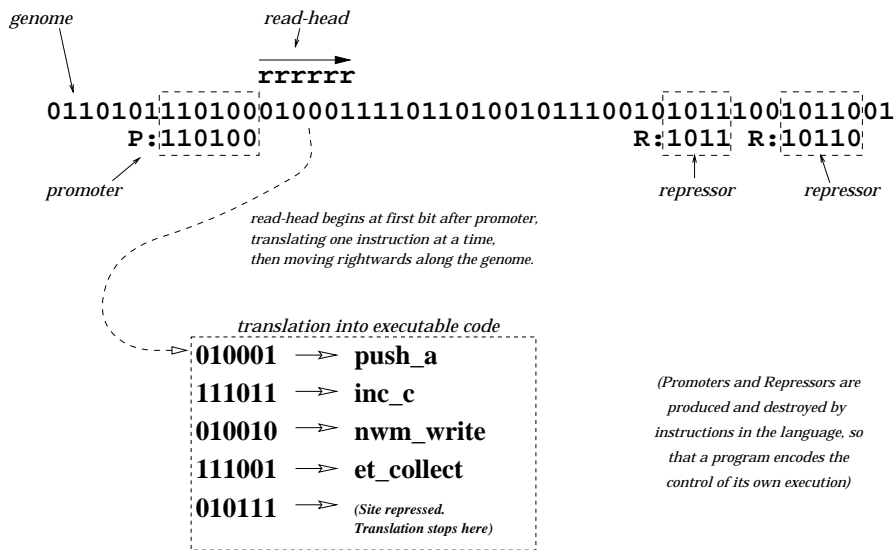 genome
read-head
rrrrrr
0110101110100010001111011010010111001010111001011001
P:110100 R:1011 R:10110
promoter
repressor
repressor
read-head begins at first bit after promoter,
translating one instruction at a time,
then moving rightwards along the genome.
translation into executable code
010001 push_a
111011 inc_c
010010 nwm_write
111001 et_collect
010111 (Site repressed.
Translation stops here)
(Promoters and Repressors are
produced and destroyed by
instructions in the language, so
that a program encodes the
control of its own execution)